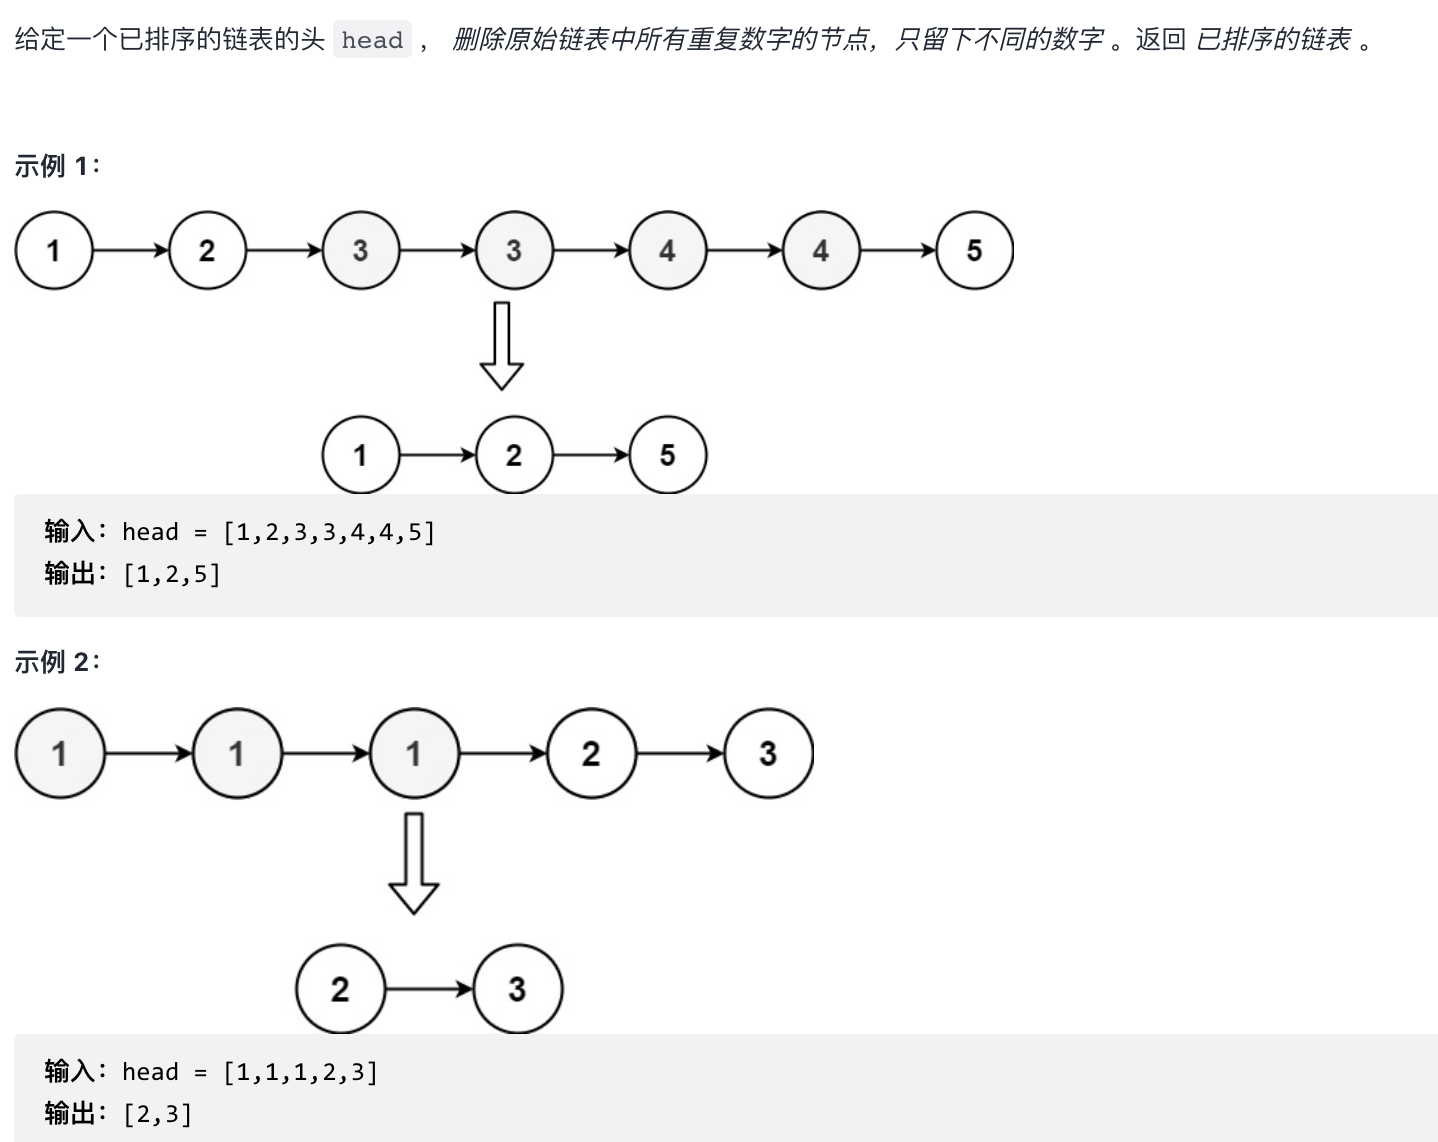 给定一个已排序的链表的头 head ， 删除原始链表中所有重复数字的节点，只留下不同的数字 。返回 已排序的链表 。
示例 1：
1 2 3 3 4 4 5
1 2 5
输入：head = [1,2,3,3,4,4,5]
输出：[1,2,5]
示例 2：
1 1 1 2 3
2 3
输入：head = [1,1,1,2,3]
输出：[2,3]